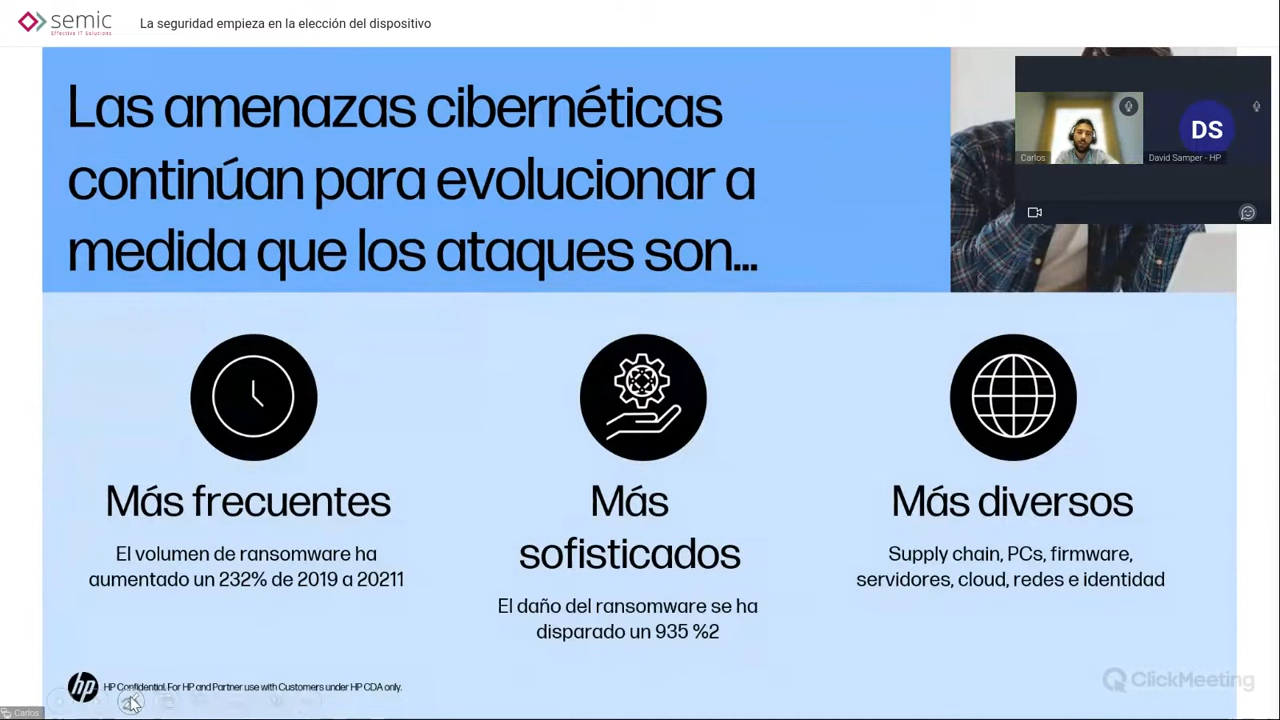 semic
Effective IT Solutions
La seguridad empieza en la elección del dispositivo
Las amenazas cibernéticas
continúan para evolucionar a
medida que los ataques son...
Carlos
DS
David Samper - HP
Más frecuentes
El volumen de ransomware ha
aumentado un 232% de 2019 a 20211
Más
sofisticados
El daño del ransomware se ha
disparado un 935 %2
Más diversos
Supply chain, PCs, firmware,
servidores, cloud, redes e identidad
hp
HP Confidential. For HP and Partner use with Customers under HP CDA only.
ClickMeeting
Carlos